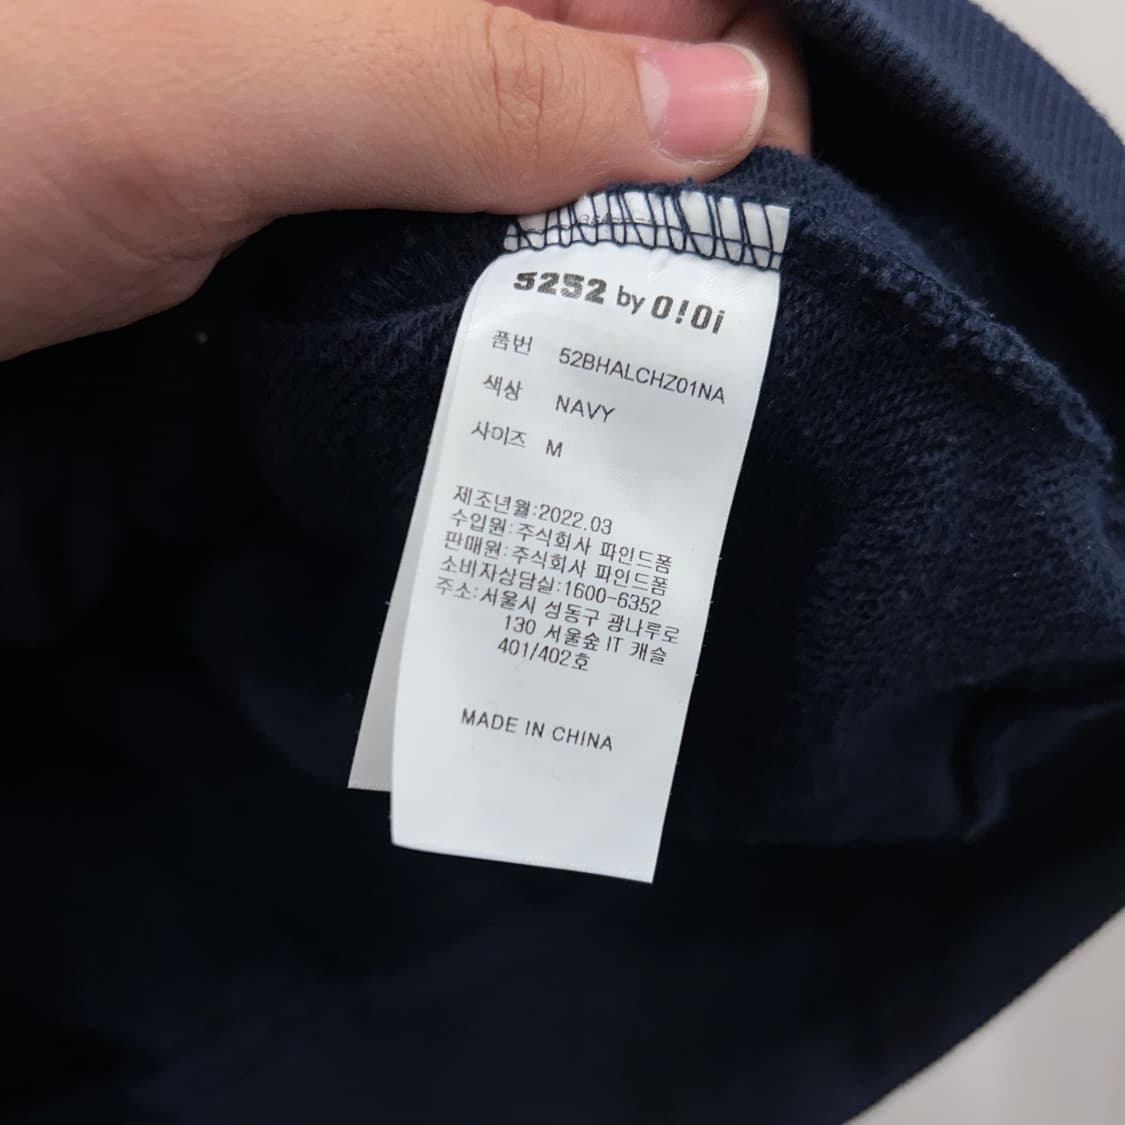 5252 by O!Oi
품번 52BHALCHZ01NA
색상 NAVY
사이즈 M
제조년월:2022.03
수입원:주식회사 파인드폼
판매원:주식회사 파인드폼
소비자상담실:1600-6352
주소:서울시 성동구 광나루로
130 서울숲 IT 캐슬
401/402호
MADE IN CHINA